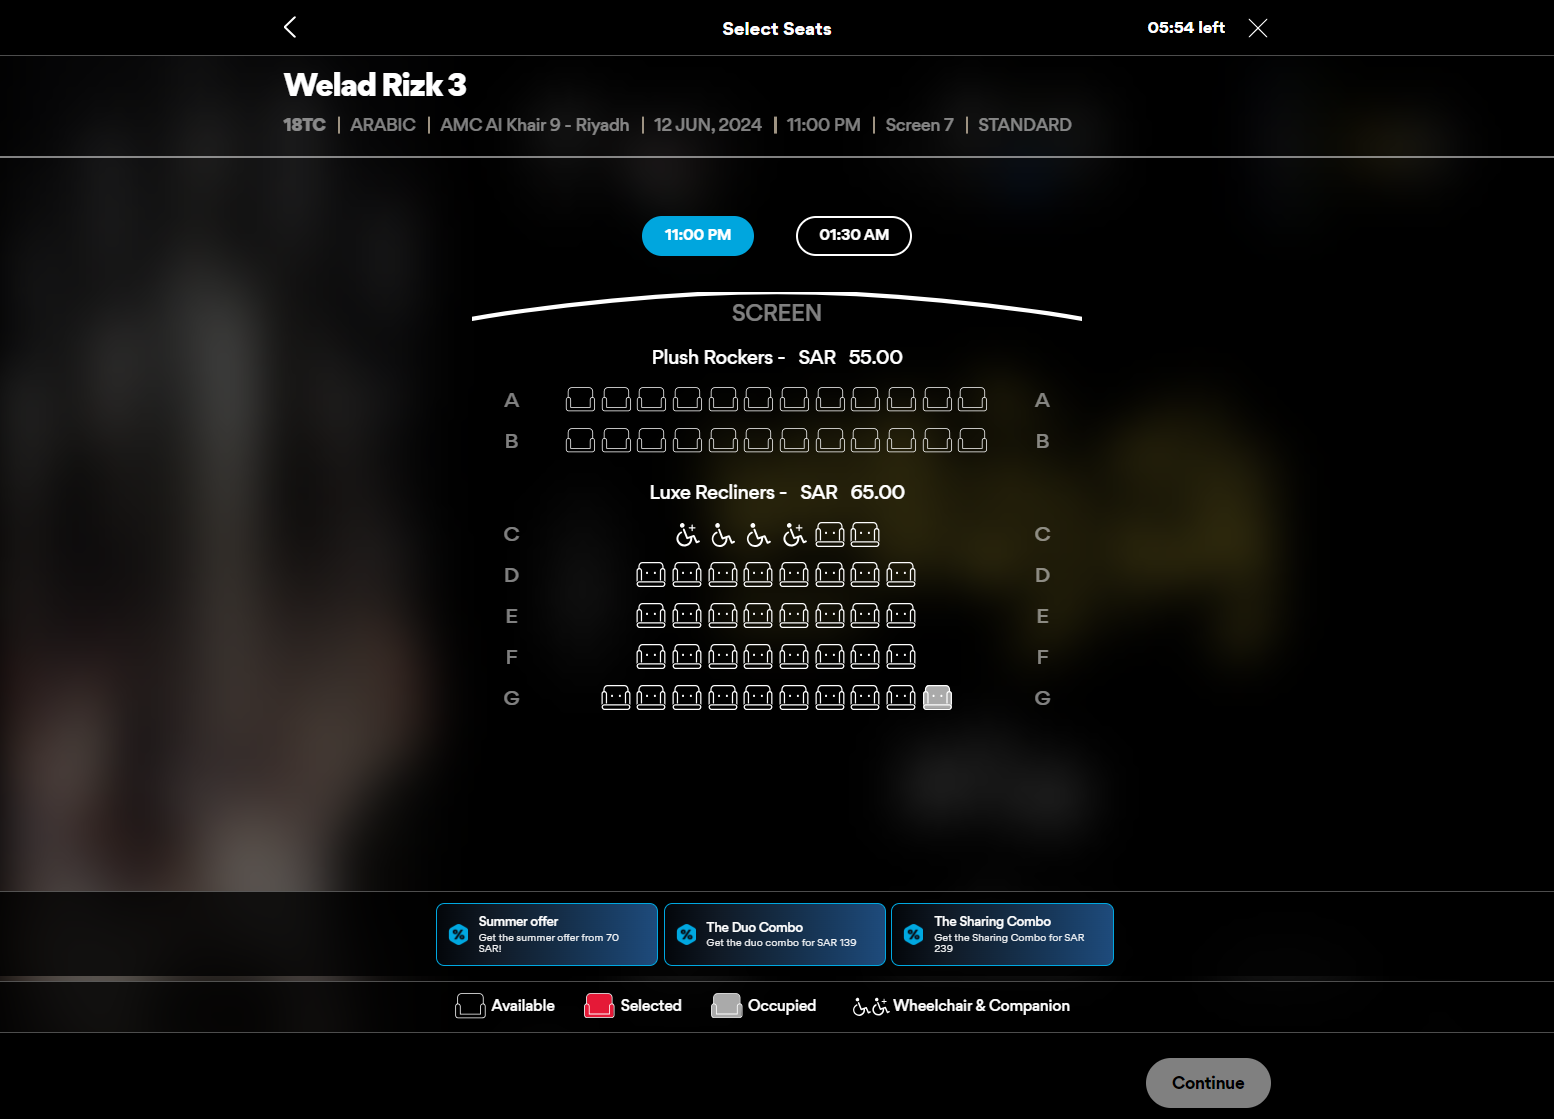 Select Seats
05:54 left
Welad Rizk 3
18TC | ARABIC | AMC Al Khair 9 - Riyadh | 12 JUN, 2024 | 11:00 PM | Screen 7 | STANDARD
11:00 PM
01:30 AM
SCREEN
Plush Rockers - SAR 55.00
A A
B B
Luxe Recliners - SAR 65.00
C C
D D
E E
F F
G G
Summer offer
Get the summer offer from 70
SAR!
The Duo Combo
Get the duo combo for SAR 139
The Sharing Combo
Get the Sharing Combo for SAR
239
Available
Selected
Occupied
Wheelchair & Companion
Continue